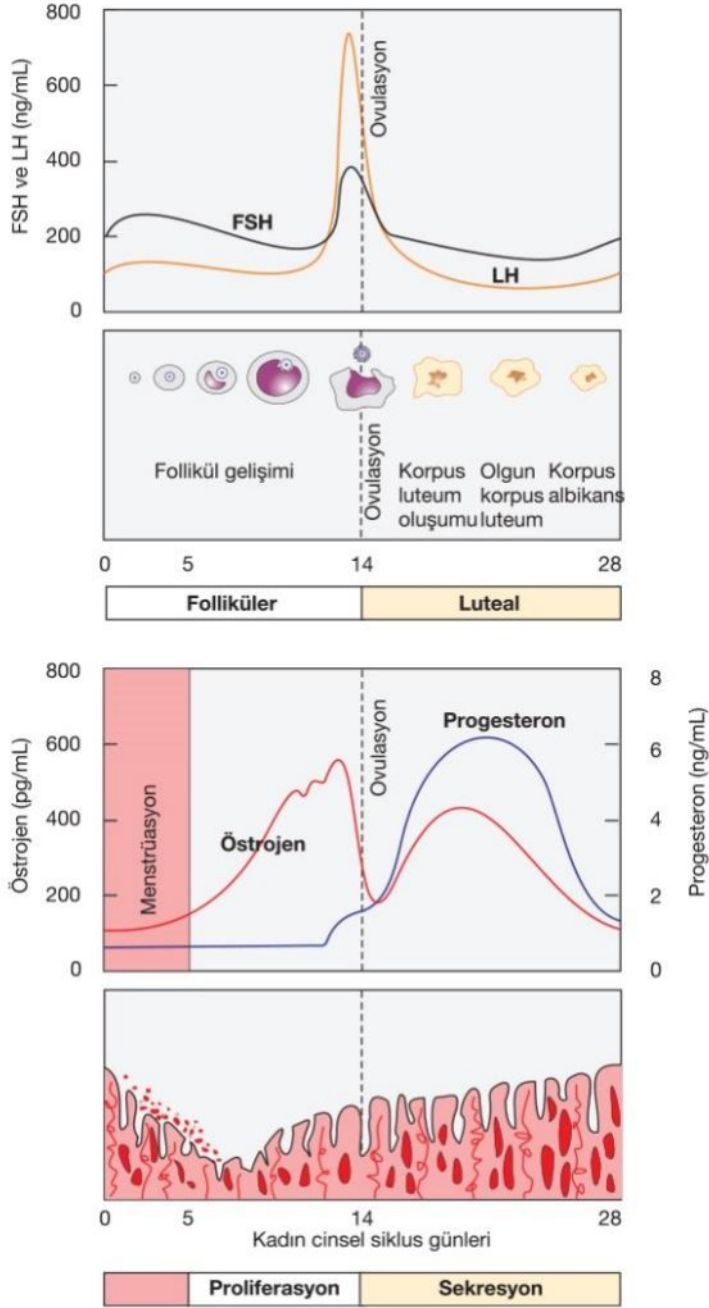 800
600
400
200
0
FSH ve LH (ng/mL)
Ovulasyon
FSH
LH
Follikül gelişimi
Ovulasyon
Korpus
luteum
oluşumu
Olgun
korpus
luteum
Korpus
albikans
0 5 14 28
Folliküler Luteal
800
600
400
200
0
Östrojen (pg/mL)
Menstrüasyon
Östrojen
Ovulasyon
Progesteron
8
6
4
2
0
Progesteron (ng/mL)
0 5 14 28
Kadın cinsel siklus günleri
Proliferasyon Sekresyon